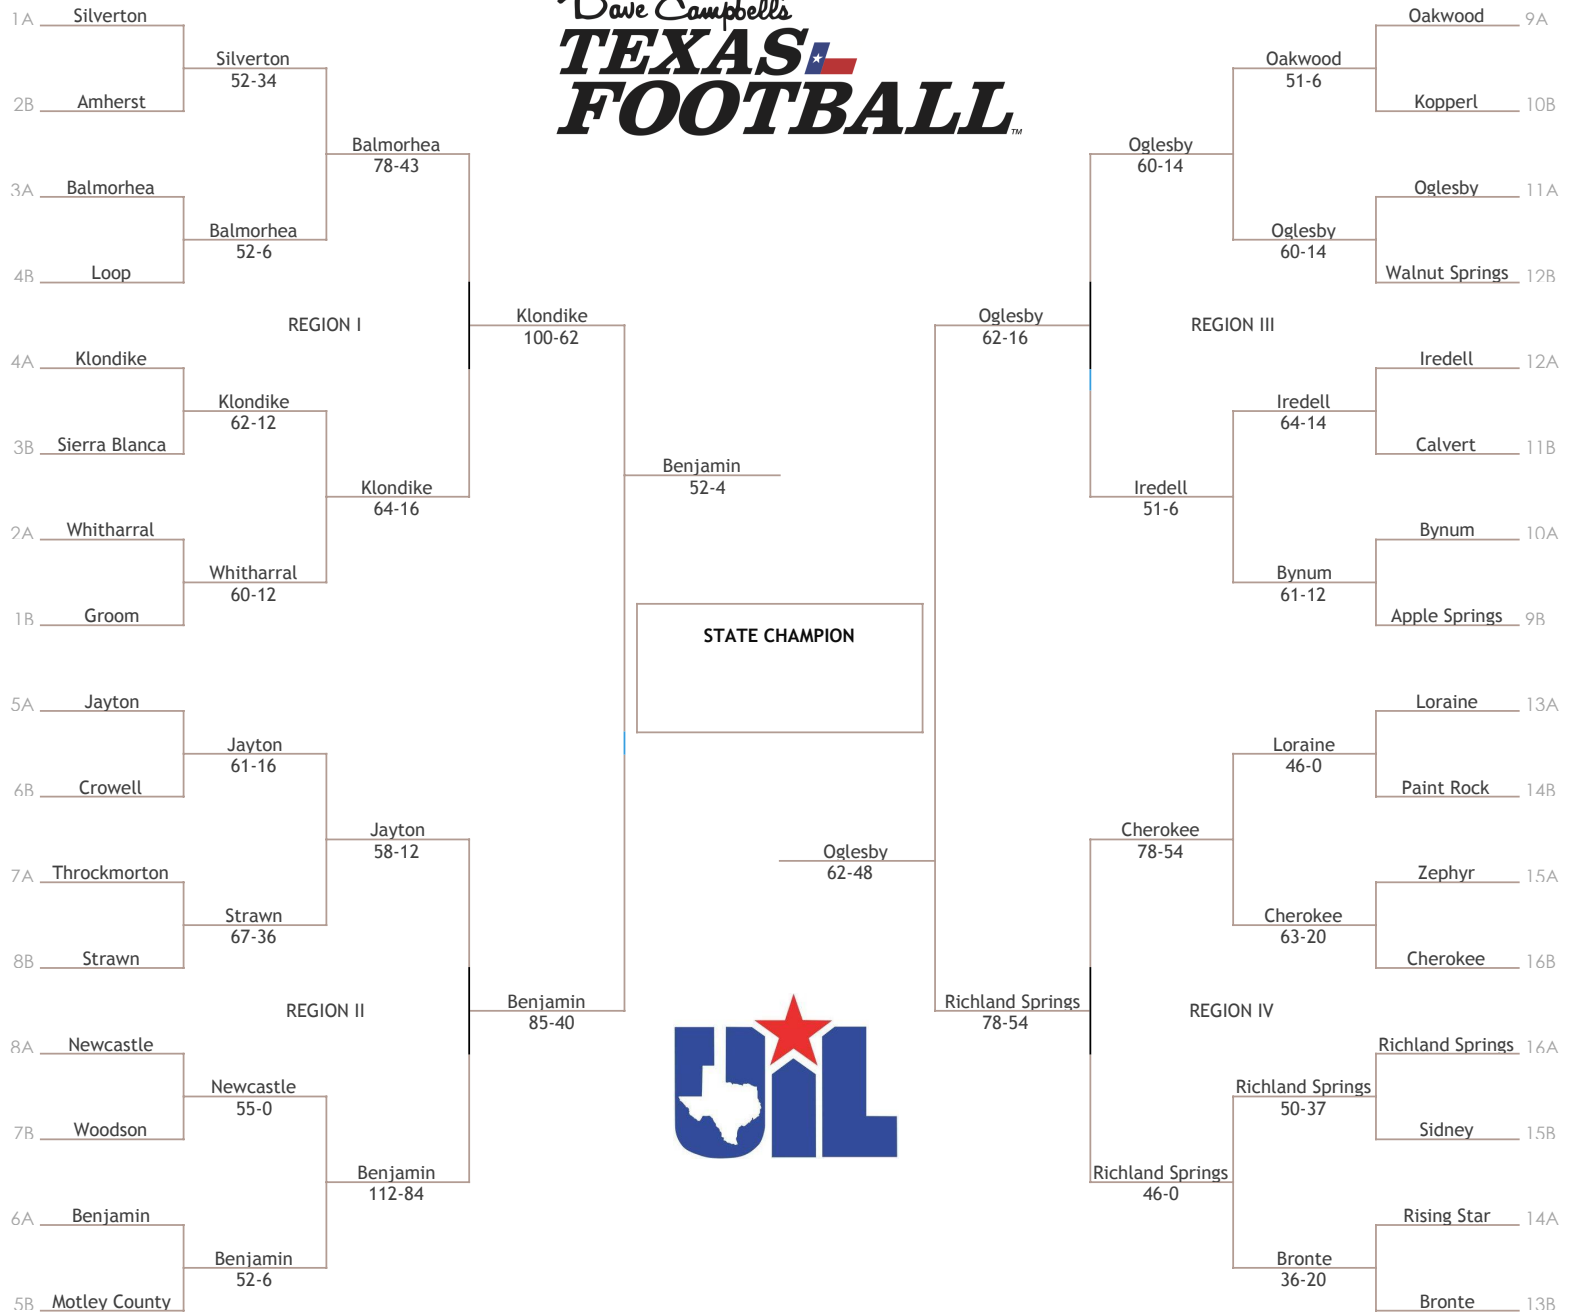 Dave Campbell's
TEXAS
FOOTBALL™
1A Silverton
Silverton
52-34
2B Amherst
Balmorhea
78-43
3A Balmorhea
Balmorhea
52-6
4B Loop
REGION I
Klondike
100-62
4A Klondike
Klondike
62-12
3B Sierra Blanca
Klondike
64-16
2A Whitharral
Whitharral
60-12
1B Groom
Benjamin
52-4
5A Jayton
Jayton
61-16
6B Crowell
Jayton
58-12
7A Throckmorton
Strawn
67-36
8B Strawn
REGION II
Benjamin
85-40
8A Newcastle
Newcastle
55-0
7B Woodson
Benjamin
112-84
6A Benjamin
Benjamin
52-6
5B Motley County
STATE CHAMPION
Oakwood 9A
Oakwood
51-6
Kopperl 10B
Oglesby
60-14
Oglesby 11A
Oglesby
60-14
Walnut Springs 12B
Oglesby
62-16
REGION III
Iredell 12A
Iredell
64-14
Calvert 11B
Iredell
51-6
Bynum 10A
Bynum
61-12
Apple Springs 9B
Oglesby
62-48
Loraine 13A
Loraine
46-0
Paint Rock 14B
Cherokee
78-54
Zephyr 15A
Cherokee
63-20
Cherokee 16B
Richland Springs
78-54
REGION IV
Richland Springs 16A
Richland Springs
50-37
Sidney 15B
Richland Springs
46-0
Rising Star 14A
Bronte
36-20
Bronte 13B
UIL